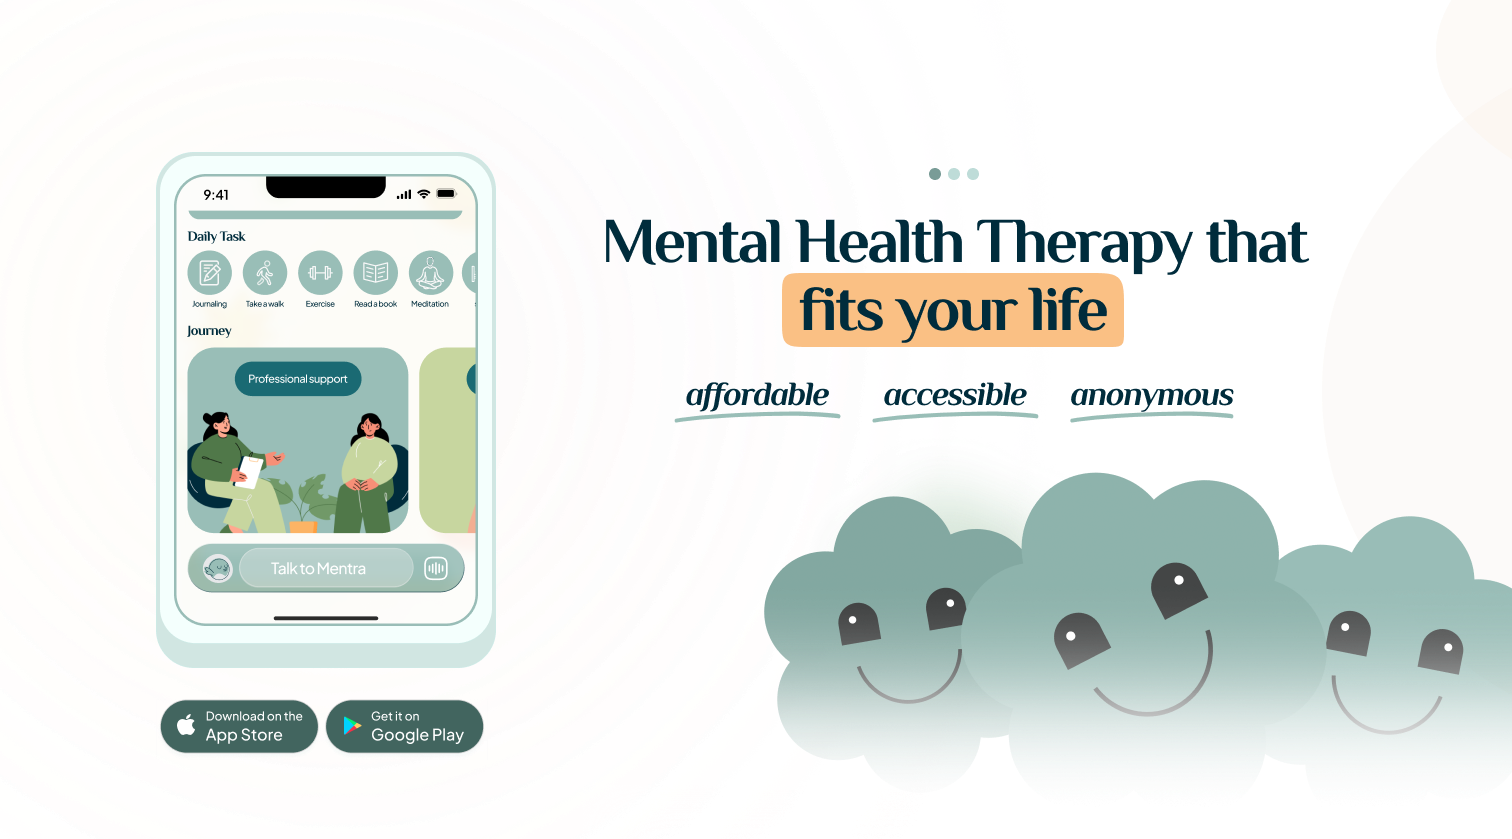 9:41
Daily Task
Journaling
Take a walk
Exercise
Read a book
Meditation
Journey
Professional support
Talk to Mentra
Download on the
App Store
Get it on
Google Play
Mental Health Therapy that
fits your life
affordable
accessible
anonymous